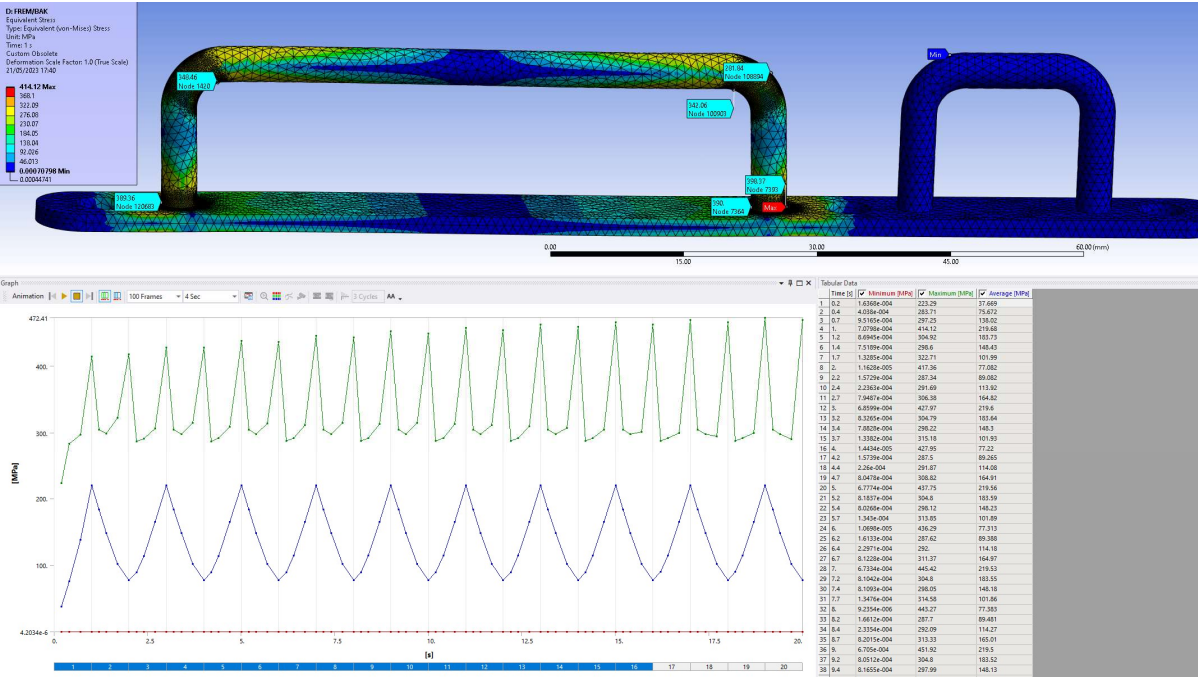 D: FREM/BAK
Equivalent Stress
Type: Equivalent (von-Mises) Stress
Unit: MPa
Time: 1 s
Custom Obsolete
Deformation Scale Factor: 1.0 (True Scale)
21/05/2023 17:40
414.12 Max
368.1
322.09
276.08
230.07
184.05
138.04
92.026
46.013
0.00070798 Min
0.00044741
348.46
Node 1420
281.84
Node 108894
342.06
Node 100903
398.37
Node 7393
390.
Node 7364
Max
389.36
Node 120683
Min
0.00
15.00
30.00
45.00
60.00 (mm)
Graph
Animation
100 Frames
4 Sec
3 Cycles
472.41
400.
300.
200.
100.
4.2034e-6
[MPa]
0. 2.5 5. 7.5 10. 12.5 15. 17.5 20.
[s]
1 2 3 4 5 6 7 8 9 10 11 12 13 14 15 16 17 18 19 20
Tabular Data
Time [s] Minimum [MPa] Maximum [MPa] Average [MPa]
1 0.2 1.6368e-004 223.29 37.669
2 0.4 4.038e-004 283.71 75.672
3 0.7 9.5165e-004 297.25 138.02
4 1. 7.0798e-004 414.12 219.68
5 1.2 8.6945e-004 304.92 183.73
6 1.4 7.5189e-004 298.6 148.43
7 1.7 1.3285e-004 322.71 101.99
8 2. 1.1628e-005 417.36 77.082
9 2.2 1.5729e-004 287.34 89.082
10 2.4 2.2363e-004 291.69 113.92
11 2.7 7.9487e-004 306.38 164.82
12 3. 6.8599e-004 427.97 219.6
13 3.2 8.3265e-004 304.79 183.64
14 3.4 7.8828e-004 298.22 148.3
15 3.7 1.3382e-004 315.18 101.93
16 4. 1.4434e-005 427.95 77.22
17 4.2 1.5739e-004 287.5 89.265
18 4.4 2.26e-004 291.87 114.08
19 4.7 8.0478e-004 308.82 164.91
20 5. 6.7774e-004 437.75 219.56
21 5.2 8.1837e-004 304.8 183.59
22 5.4 8.0268e-004 298.12 148.23
23 5.7 1.343e-004 313.85 101.89
24 6. 1.0698e-005 436.29 77.313
25 6.2 1.6133e-004 287.62 89.388
26 6.4 2.2971e-004 292. 114.18
27 6.7 8.1228e-004 311.37 164.97
28 7. 6.7334e-004 445.42 219.53
29 7.2 8.1042e-004 304.8 183.55
30 7.4 8.1093e-004 298.05 148.18
31 7.7 1.3476e-004 314.58 101.86
32 8. 9.2354e-006 443.27 77.383
33 8.2 1.6612e-004 287.7 89.481
34 8.4 2.3354e-004 292.09 114.27
35 8.7 8.2015e-004 313.33 165.01
36 9. 6.705e-004 451.92 219.5
37 9.2 8.0512e-004 304.8 183.52
38 9.4 8.1655e-004 297.99 148.13